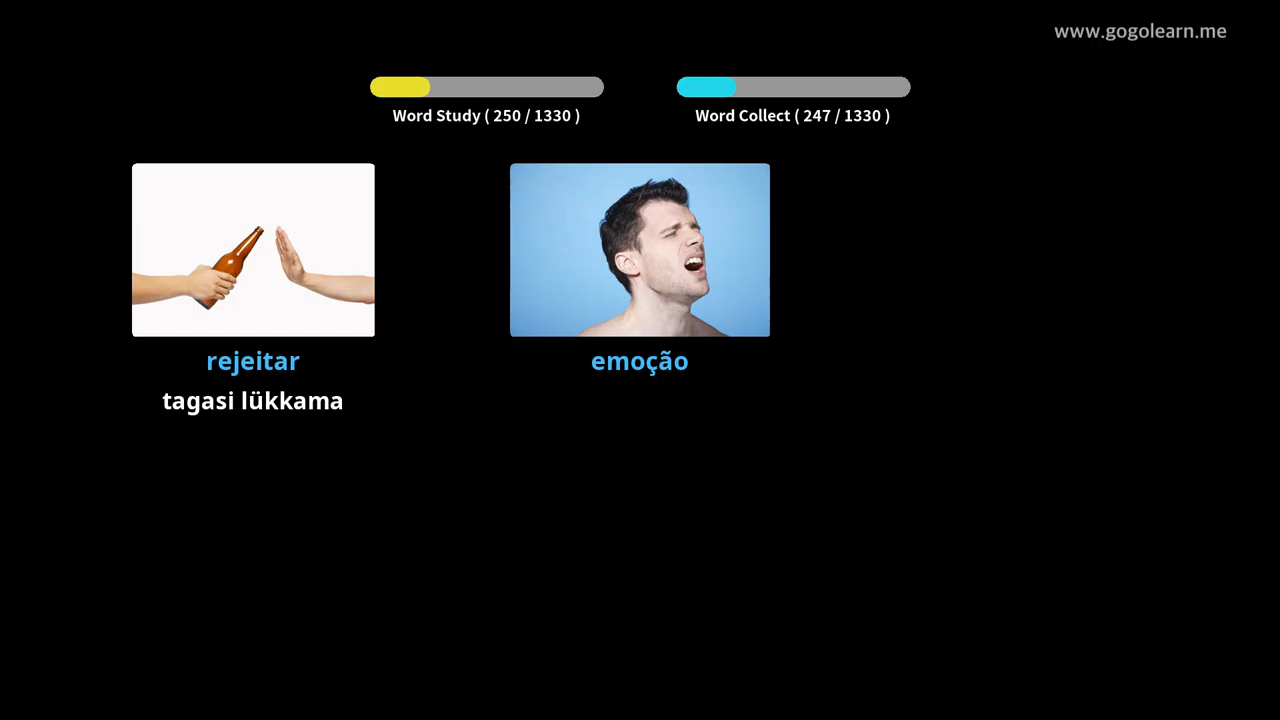 www.gogolearn.me
Word Study ( 250 / 1330 )
Word Collect ( 247 / 1330 )
rejeitar
tagasi lükkama
emoção